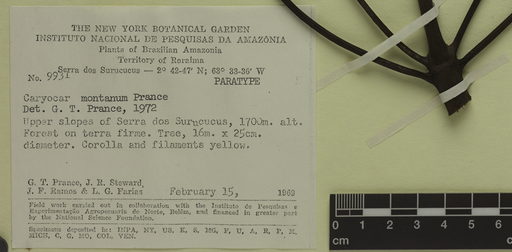 THE NEW YORK BOTANICAL GARDEN
INSTITUTO NACIONAL DE PESQUISAS DA AMAZÔNIA
Plants of Brazilian Amazonia
Territory of Roraima
Serra dos Surucucus — 2° 42-47' N; 63° 33-36' W
No. 9931 PARATYPE
Caryocar montanum Prance
Det. G. T. Prance, 1972
Upper slopes of Serra dos Surucucus, 1700m. alt.
Forest on terra firme. Tree, 16m. x 25cm.
diameter. Corolla and filaments yellow.
G. T. Prance, J. R. Steward,
J. F. Ramos & L. G. Farias February 15, 1969
Field work carried out in collaboration with the Instituto de Pesquisas e
Experimentação Agropecuaria do Norte, Belém, and financed in greater part
by the National Science Foundation.
Specimens deposited in: INPA, NY, US, K, S, MG, F, U, A, R, P, M,
MICH, C, G, MO, COL, VEN.
0 1 2 3 4 5 6
cm cm